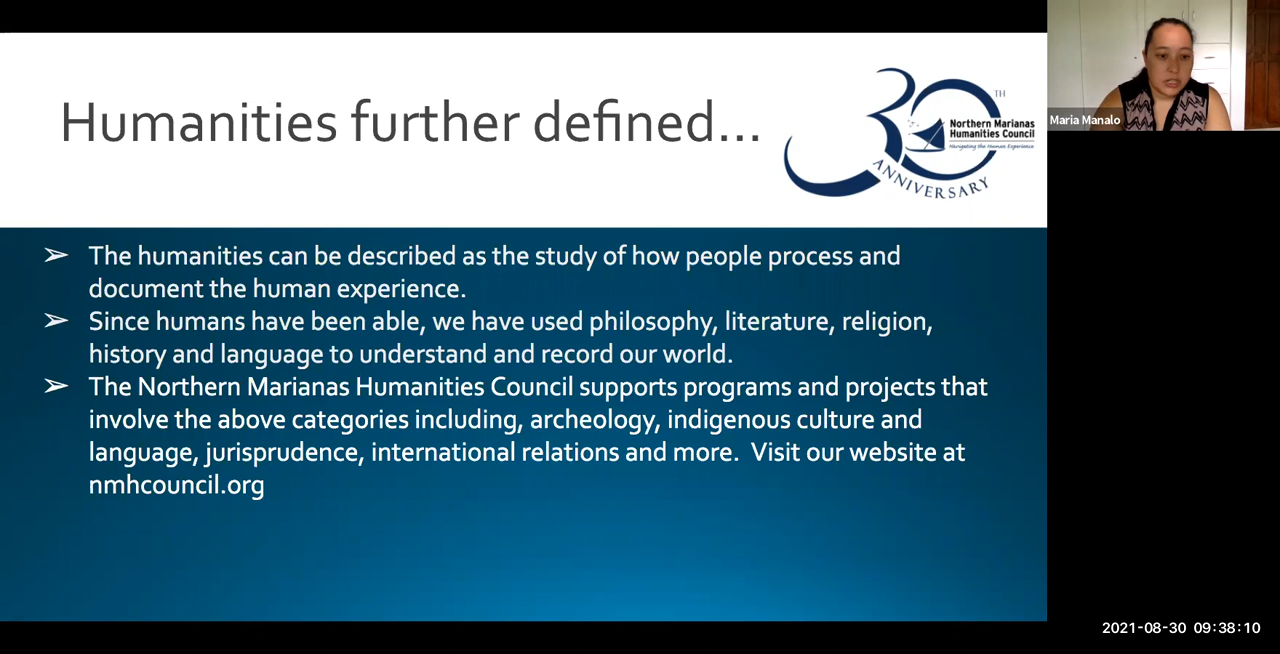 Humanities further defined...
30
TH
Northern Marianas
Humanities Council
Navigating the Human Experience
ANNIVERSARY
Maria Manalo
➢ The humanities can be described as the study of how people process and
document the human experience.
➢ Since humans have been able, we have used philosophy, literature, religion,
history and language to understand and record our world.
➢ The Northern Marianas Humanities Council supports programs and projects that
involve the above categories including, archeology, indigenous culture and
language, jurisprudence, international relations and more.  Visit our website at
nmhcouncil.org
2021-08-30 09:38:10